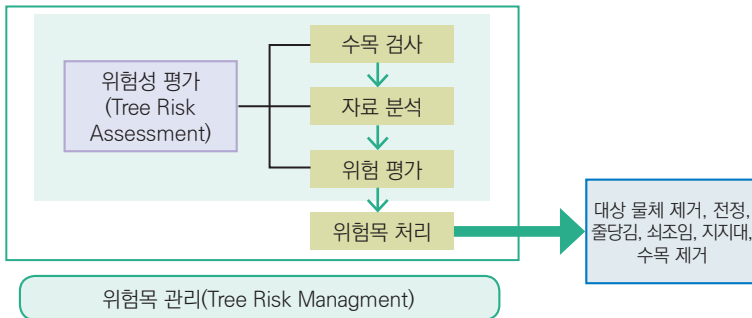 수목 검사
위험성 평가
(Tree Risk
Assessment)
자료 분석
위험 평가
위험목 처리
대상 물체 제거, 전정,
줄당김, 쇠조임, 지지대,
수목 제거
위험목 관리(Tree Risk Managment)